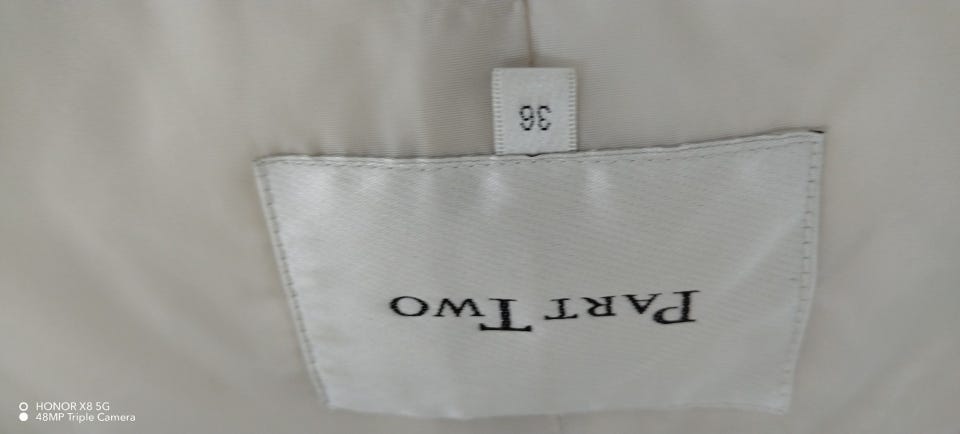 36
PART TWO
HONOR X8 5G
48MP Triple Camera